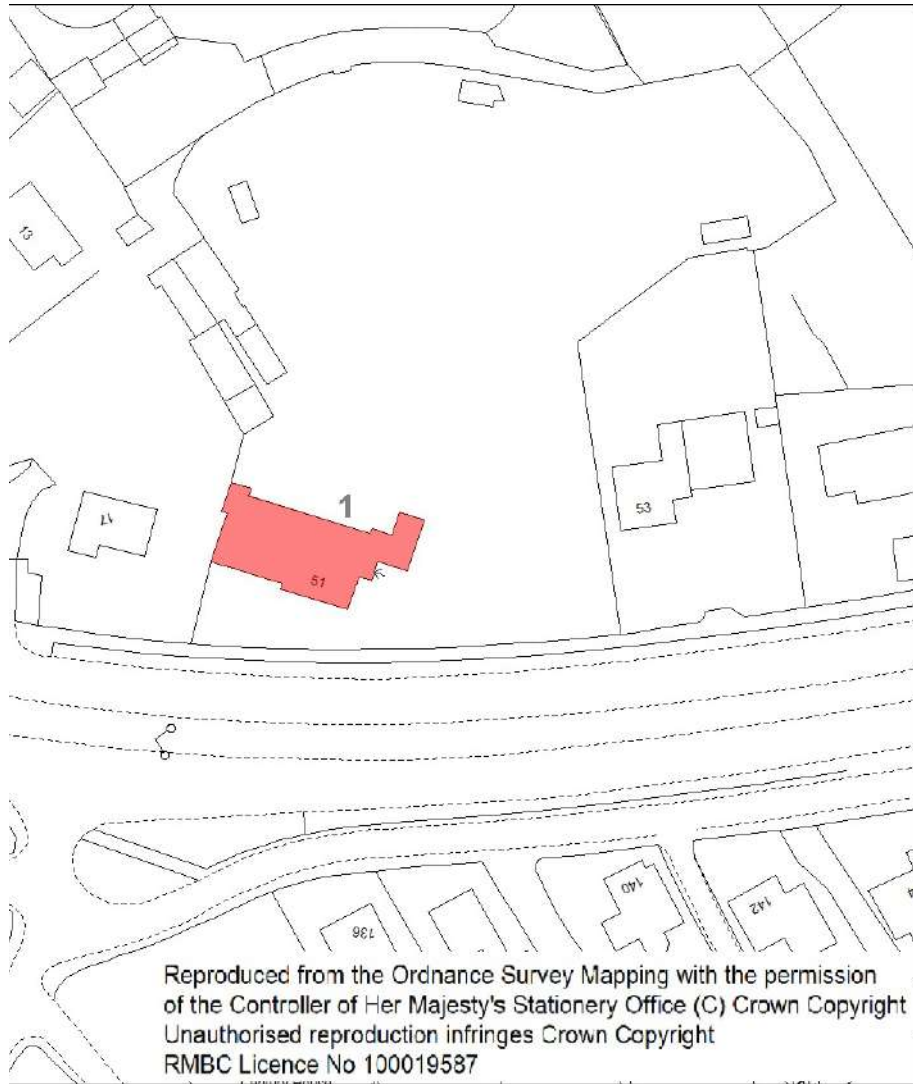 13
1
17
51
53
140
142
736
Reproduced from the Ordnance Survey Mapping with the permission
of the Controller of Her Majesty's Stationery Office (C) Crown Copyright
Unauthorised reproduction infringes Crown Copyright
RMBC Licence No 100019587